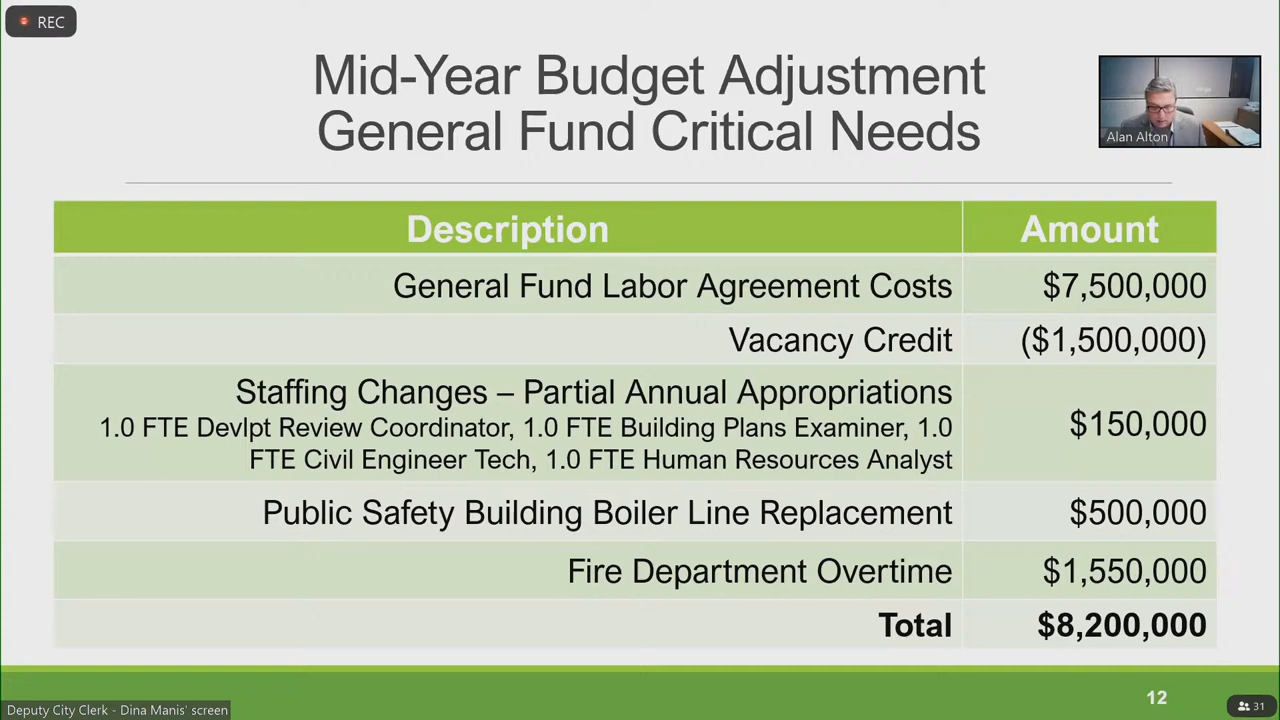 REC
Mid-Year Budget Adjustment
General Fund Critical Needs
Alan Alton
Description Amount
General Fund Labor Agreement Costs $7,500,000
Vacancy Credit ($1,500,000)
Staffing Changes – Partial Annual Appropriations
1.0 FTE Devlpt Review Coordinator, 1.0 FTE Building Plans Examiner, 1.0
FTE Civil Engineer Tech, 1.0 FTE Human Resources Analyst
$150,000
Public Safety Building Boiler Line Replacement $500,000
Fire Department Overtime $1,550,000
Total $8,200,000
12
Deputy City Clerk - Dina Manis' screen
31